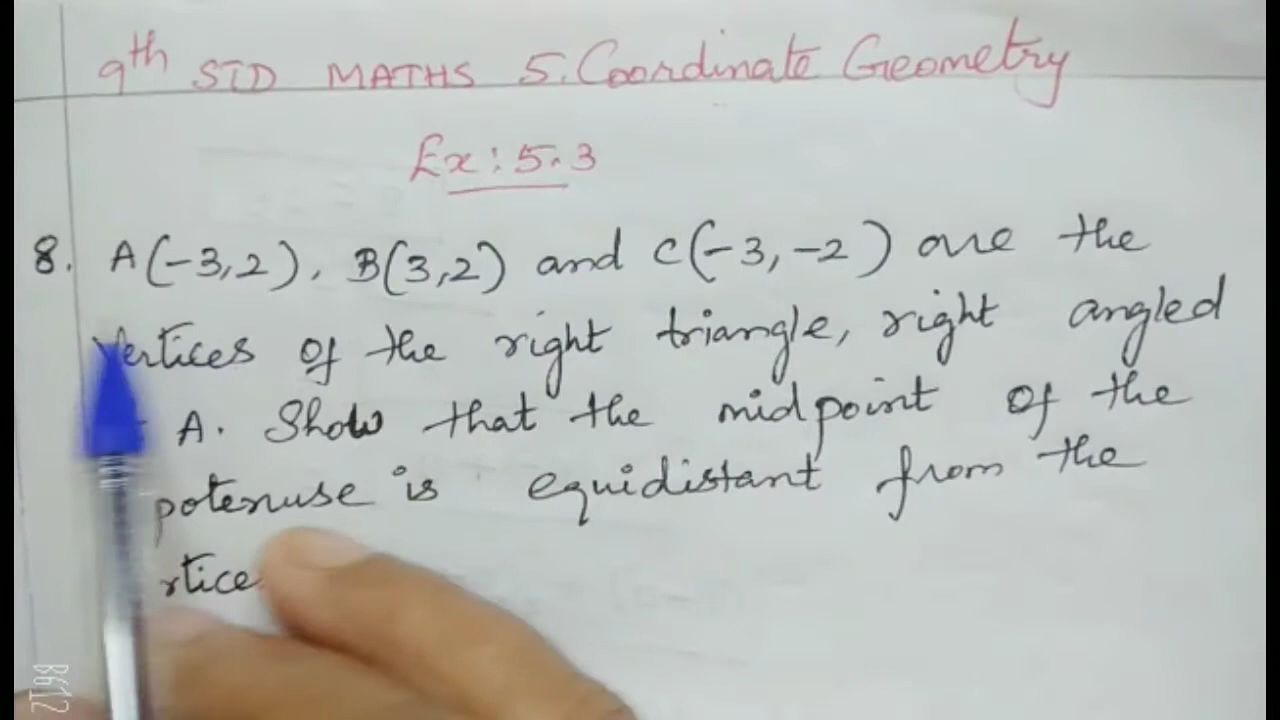 9th STD MATHS 5. Coordinate Geometry
Ex: 5.3
8. A(-3,2), B(3,2) and C(-3,-2) are the
vertices of the right triangle, right angled
A. Show that the midpoint of the
potenuse is equidistant from the
rtice